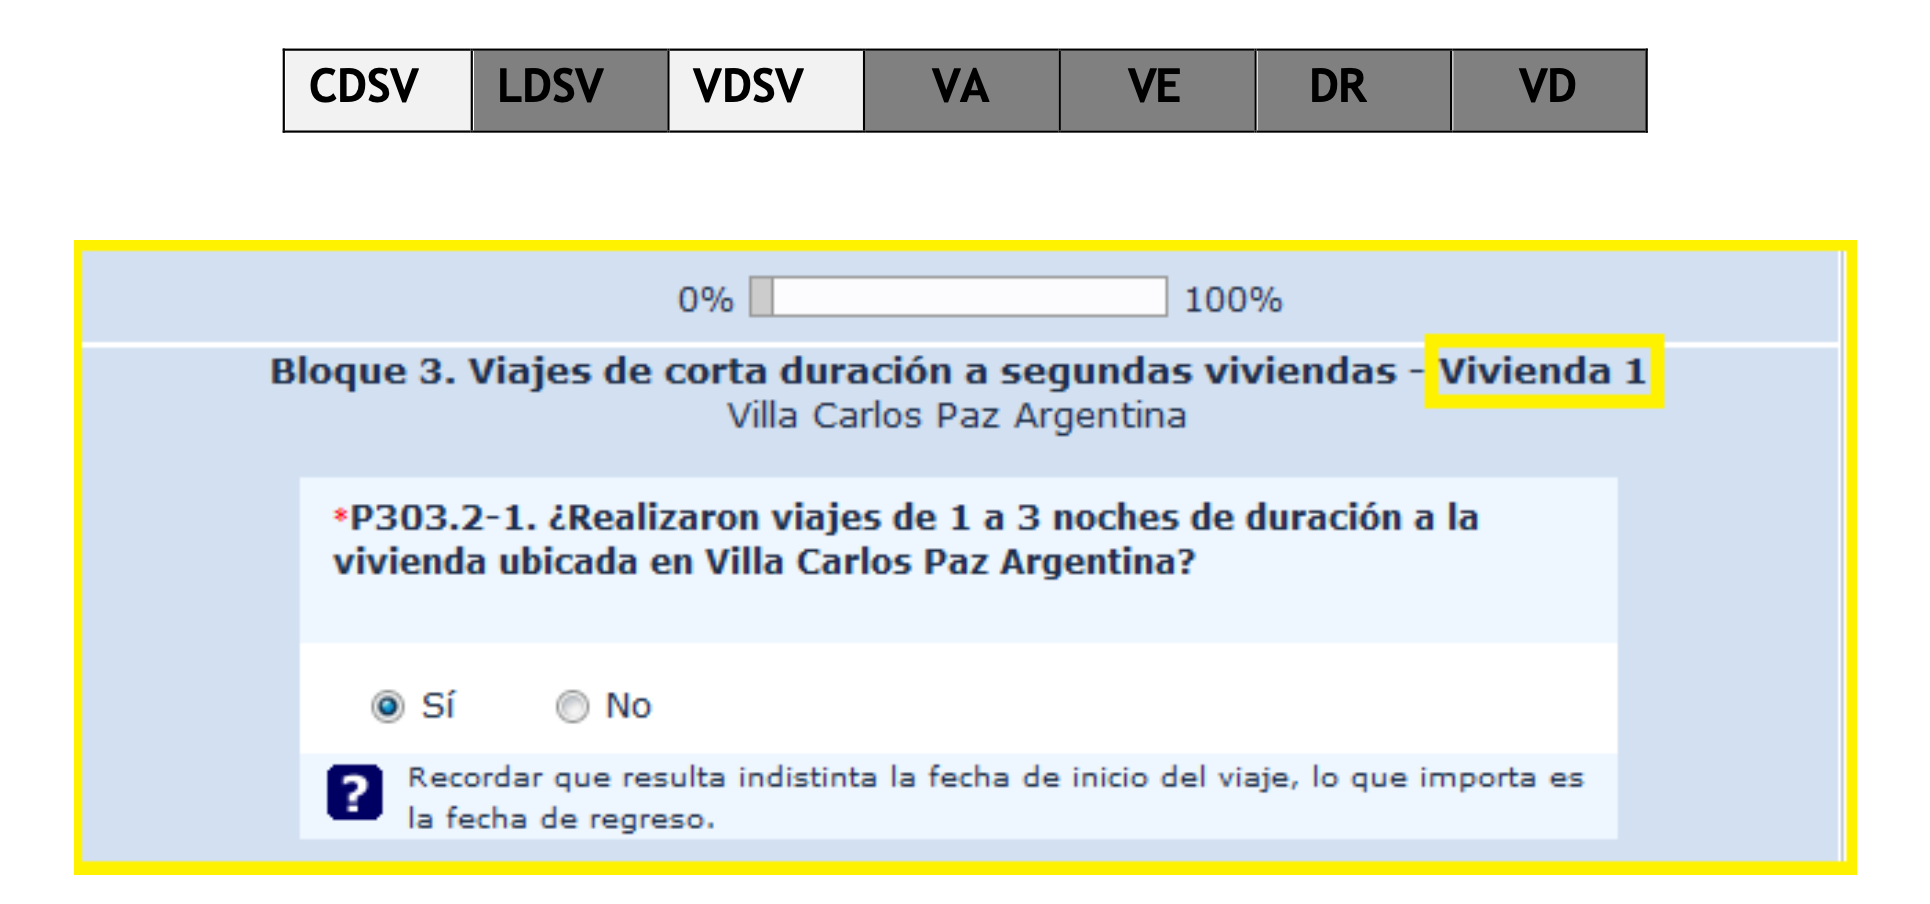 CDSV LDSV VDSV VA VE DR VD
0% 100%
Bloque 3. Viajes de corta duración a segundas viviendas - Vivienda 1
Villa Carlos Paz Argentina
*P303.2-1. ¿Realizaron viajes de 1 a 3 noches de duración a la
vivienda ubicada en Villa Carlos Paz Argentina?
Sí No
? Recordar que resulta indistinta la fecha de inicio del viaje, lo que importa es
la fecha de regreso.